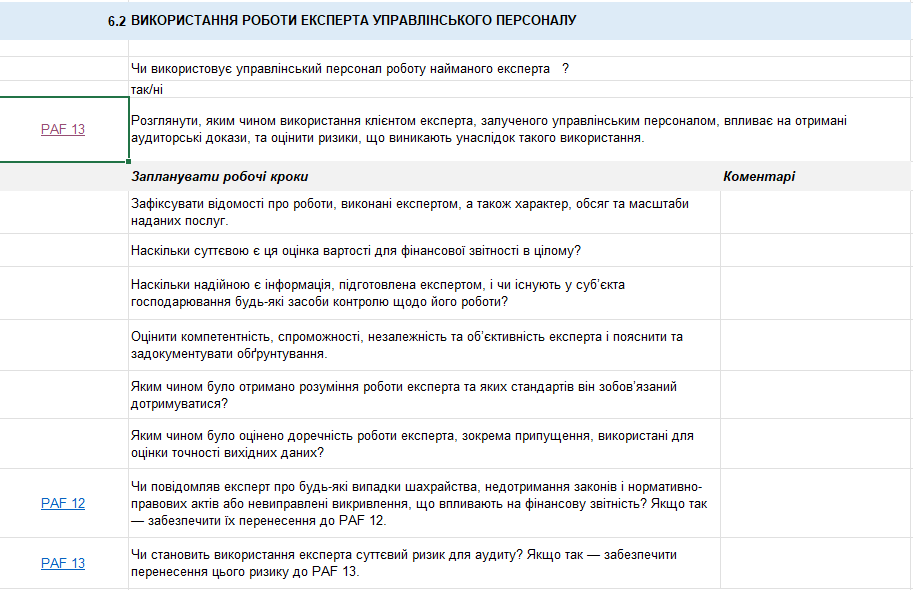 6.2 ВИКОРИСТАННЯ РОБОТИ ЕКСПЕРТА УПРАВЛІНСЬКОГО ПЕРСОНАЛУ
Чи використовує управлінський персонал роботу найманого експерта ?
так/ні
PAF 13
Розглянути, яким чином використання клієнтом експерта, залученого управлінським персоналом, впливає на отримані
аудиторські докази, та оцінити ризики, що виникають унаслідок такого використання.
Запланувати робочі кроки Коментарі
Зафіксувати відомості про роботи, виконані експертом, а також характер, обсяг та масштаби
наданих послуг.
Наскільки суттєвою є ця оцінка вартості для фінансової звітності в цілому?
Наскільки надійною є інформація, підготовлена експертом, і чи існують у суб’єкта
господарювання будь-які засоби контролю щодо його роботи?
Оцінити компетентність, спроможності, незалежність та об’єктивність експерта і пояснити та
задокументувати обґрунтування.
Яким чином було отримано розуміння роботи експерта та яких стандартів він зобов’язаний
дотримуватися?
Яким чином було оцінено доречність роботи експерта, зокрема припущення, використані для
оцінки точності вихідних даних?
PAF 12
Чи повідомляв експерт про будь-які випадки шахрайства, недотримання законів і нормативно-
правових актів або невиправлені викривлення, що впливають на фінансову звітність? Якщо так
— забезпечити їх перенесення до PAF 12.
PAF 13
Чи становить використання експерта суттєвий ризик для аудиту? Якщо так — забезпечити
перенесення цього ризику до PAF 13.